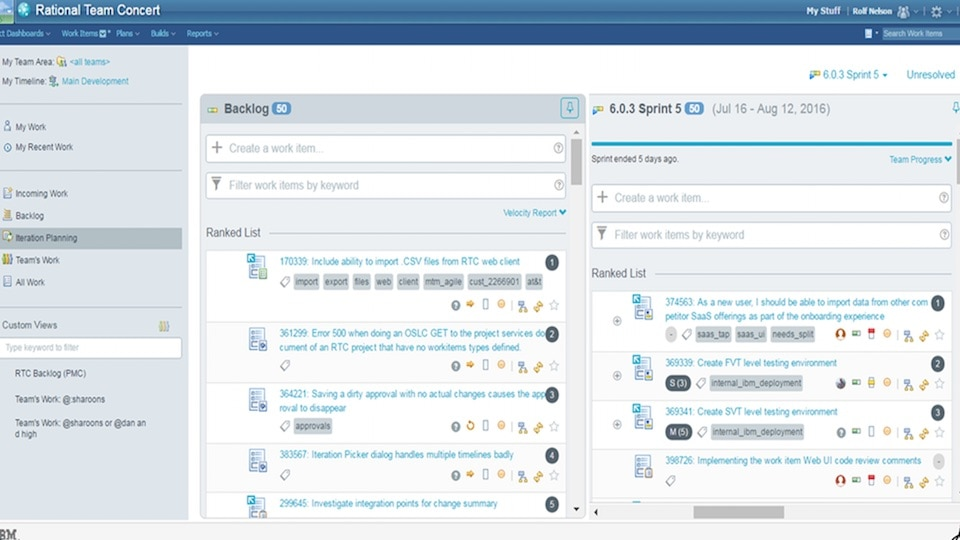 Rational Team Concert
My Stuff | Rolf Nelson
ct Dashboards Work Items Plans Builds Reports
Search Work Items
My Team Area: <all teams>
My Timeline: Main Development
My Work
My Recent Work
Incoming Work
Backlog
Iteration Planning
Team's Work
All Work
Custom Views
Type keyword to filter
RTC Backlog (PMC)
Team's Work: @:sharoons
Team's Work: @sharoons or @dan an
d high
6.0.3 Sprint 5 Unresolved
Backlog 50
Create a work item...
Filter work items by keyword
Velocity Report
Ranked List
170339: Include ability to import .CSV files from RTC web client 1
import export files web client mtm_agile cust_2266901 at&t
361299: Error 500 when doing an OSLC GET to the project services do 2
cument of an RTC project that have no workitems types defined.
364221: Saving a dirty approval with no actual changes causes the app 3
roval to disappear
approvals
383567: Iteration Picker dialog handles multiple timelines badly 4
299645: Investigate integration points for change summary 5
6.0.3 Sprint 5 50 (Jul 16 - Aug 12, 2016)
Sprint ended 5 days ago. Team Progress
Create a work item...
Filter work items by keyword
Ranked List
374563: As a new user, I should be able to import data from other com 1
petitor SaaS offerings as part of the onboarding experience
- saas_tap saas_ui needs_split
369339: Create FVT level testing environment 2
S (3) internal_ibm_deployment
369341: Create SVT level testing environment 3
M (5) internal_ibm_deployment
398726: Implementing the work item Web UI code review comments -
IBM